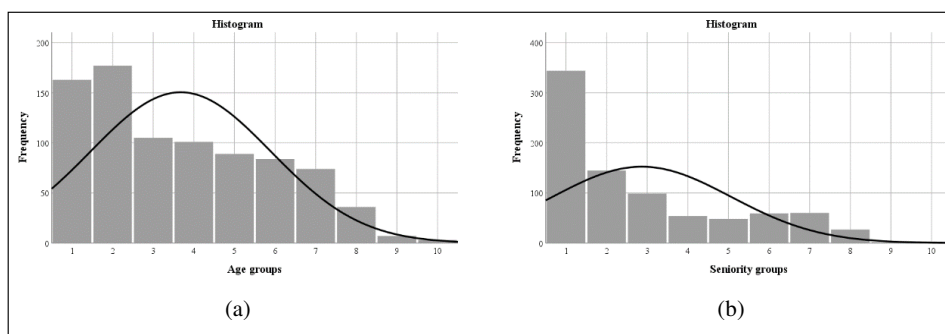 Histogram
200
150
100
50
0
Frequency
1 2 3 4 5 6 7 8 9 10
Age groups
(a)
Histogram
400
300
200
100
0
Frequency
1 2 3 4 5 6 7 8 9 10
Seniority groups
(b)